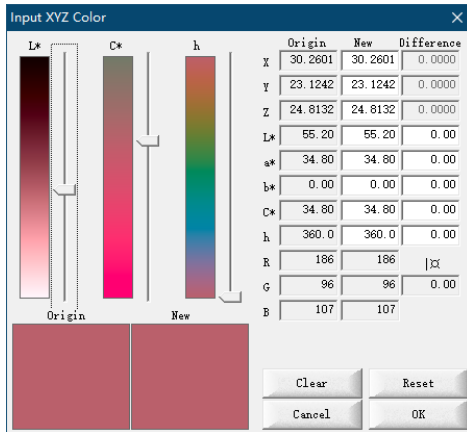 Input XYZ Color
L* C* h
Origin New Difference
X 30.2601 30.2601 0.0000
Y 23.1242 23.1242 0.0000
Z 24.8132 24.8132 0.0000
L* 55.20 55.20 0.00
a* 34.80 34.80 0.00
b* 0.00 0.00 0.00
C* 34.80 34.80 0.00
h 360.0 360.0 0.00
R 186 186
G 96 96 0.00
B 107 107
Origin New
Clear Reset
Cancel OK